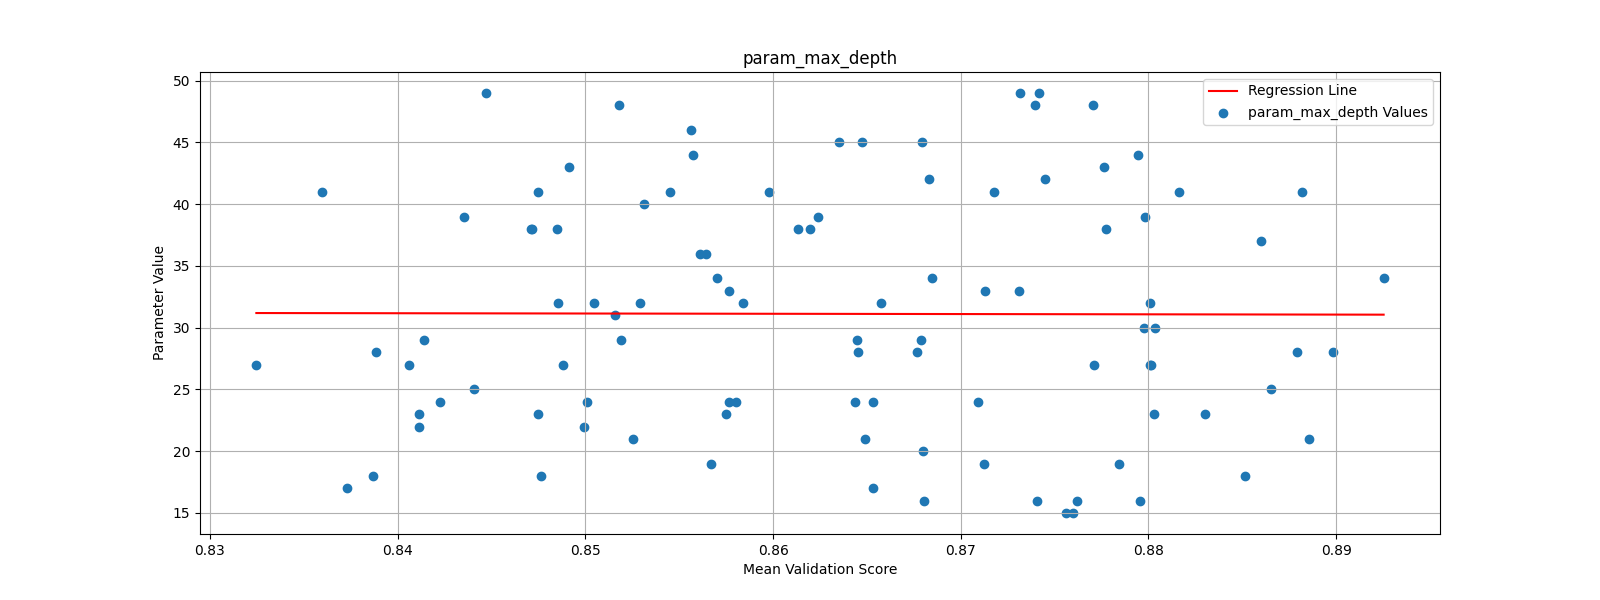 param_max_depth
Regression Line
param_max_depth Values
Parameter Value
50
45
40
35
30
25
20
15
0.83 0.84 0.85 0.86 0.87 0.88 0.89
Mean Validation Score